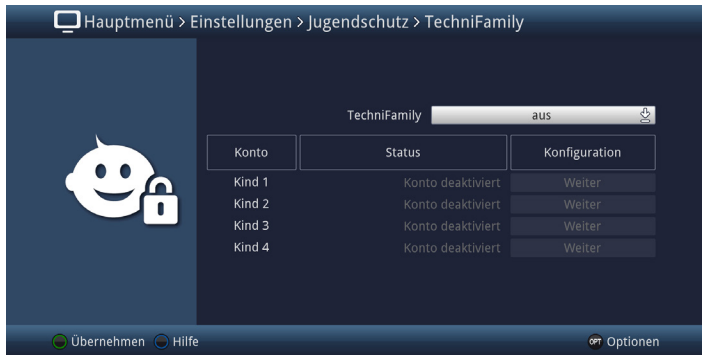 Hauptmenü > Einstellungen > Jugendschutz > TechniFamily
TechniFamily aus
Konto Status Konfiguration
Kind 1 Konto deaktiviert Weiter
Kind 2 Konto deaktiviert Weiter
Kind 3 Konto deaktiviert Weiter
Kind 4 Konto deaktiviert Weiter
Übernehmen Hilfe OPT Optionen